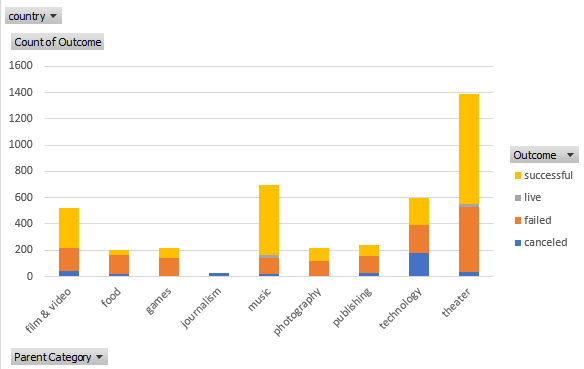 country
Count of Outcome
1600
1400
1200
1000
800
600
400
200
0
film & video
food
games
journalism
music
photography
publishing
technology
theater
Outcome
successful
live
failed
canceled
Parent Category